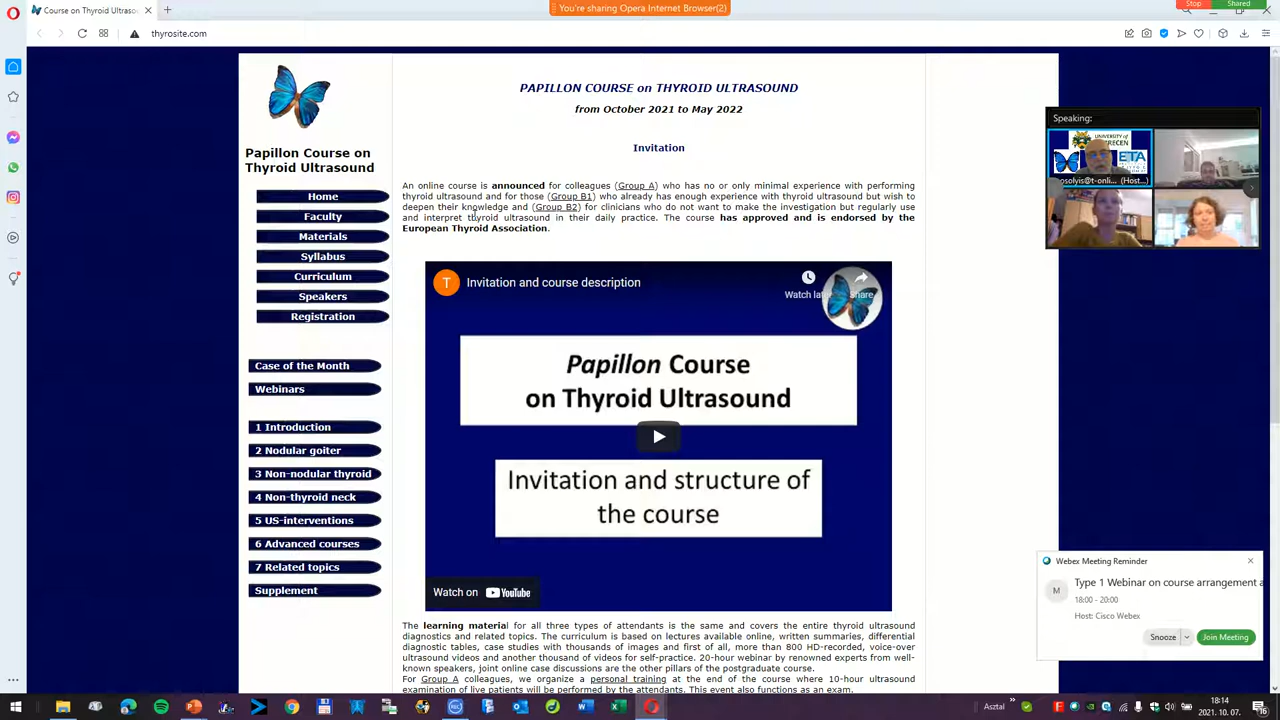 Course on Thyroid Ultraso
You're sharing Opera Internet Browser(2)
Stop
Shared
thyrosite.com
Papillon Course on
Thyroid Ultrasound
Home
Faculty
Materials
Syllabus
Curriculum
Speakers
Registration
Case of the Month
Webinars
1 Introduction
2 Nodular goiter
3 Non-nodular thyroid
4 Non-thyroid neck
5 US-interventions
6 Advanced courses
7 Related topics
Supplement
PAPILLON COURSE on THYROID ULTRASOUND
from October 2021 to May 2022
Invitation
An online course is announced for colleagues (Group A) who has no or only minimal experience with performing
thyroid ultrasound and for those (Group B1) who already has enough experience with thyroid ultrasound but wish to
deepen their knowledge and (Group B2) for clinicians who do not want to make the investigation but regularly use
and interpret thyroid ultrasound in their daily practice. The course has approved and is endorsed by the
European Thyroid Association.
T
Invitation and course description
Watch late
Share
Papillon Course
on Thyroid Ultrasound
Invitation and structure of
the course
Watch on YouTube
The learning material for all three types of attendants is the same and covers the entire thyroid ultrasound
diagnostics and related topics. The curriculum is based on lectures available online, written summaries, differential
diagnostic tables, case studies with thousands of images and first of all, more than 800 HD-recorded, voice-over
ultrasound videos and another thousand of videos for self-practice. 20-hour webinar by renowned experts from well-
known speakers, joint online case discussions are the other pillars of the postgraduate course.
For Group A colleagues, we organize a personal training at the end of the course where 10-hour ultrasound
examination of live patients will be performed by the attendants. This event also functions as an exam.
Speaking:
UNIVERSITY of
ETA
osolyis@t-onli... (Host...
Webex Meeting Reminder
M
Type 1 Webinar on course arrangement a
18:00 - 20:00
Host: Cisco Webex
Snooze
Join Meeting
Asztal
18:14
2021. 10. 07.